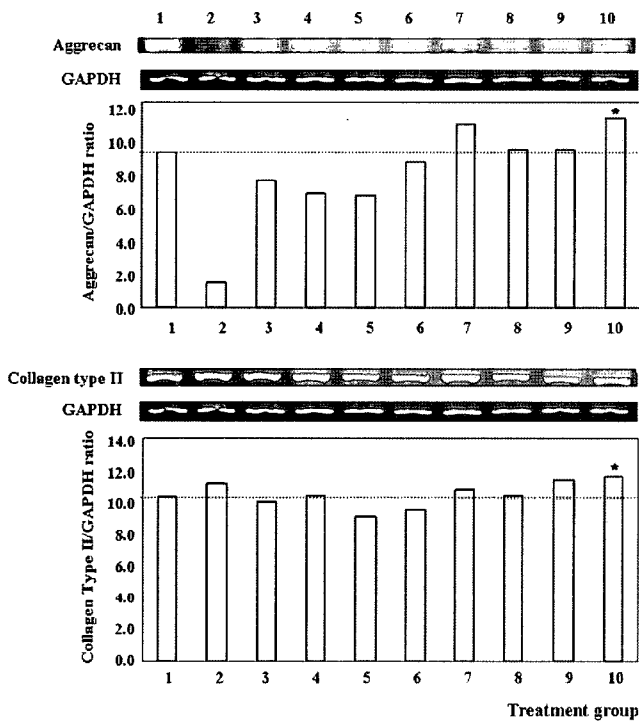 1 2 3 4 5 6 7 8 9 10
Aggrecan
GAPDH
Aggrecan/GAPDH ratio
12.0
10.0
8.0
6.0
4.0
2.0
0.0
*
1 2 3 4 5 6 7 8 9 10
Collagen type II
GAPDH
Collagen Type II/GAPDH ratio
14.0
12.0
10.0
8.0
6.0
4.0
2.0
0.0
*
1 2 3 4 5 6 7 8 9 10
Treatment group